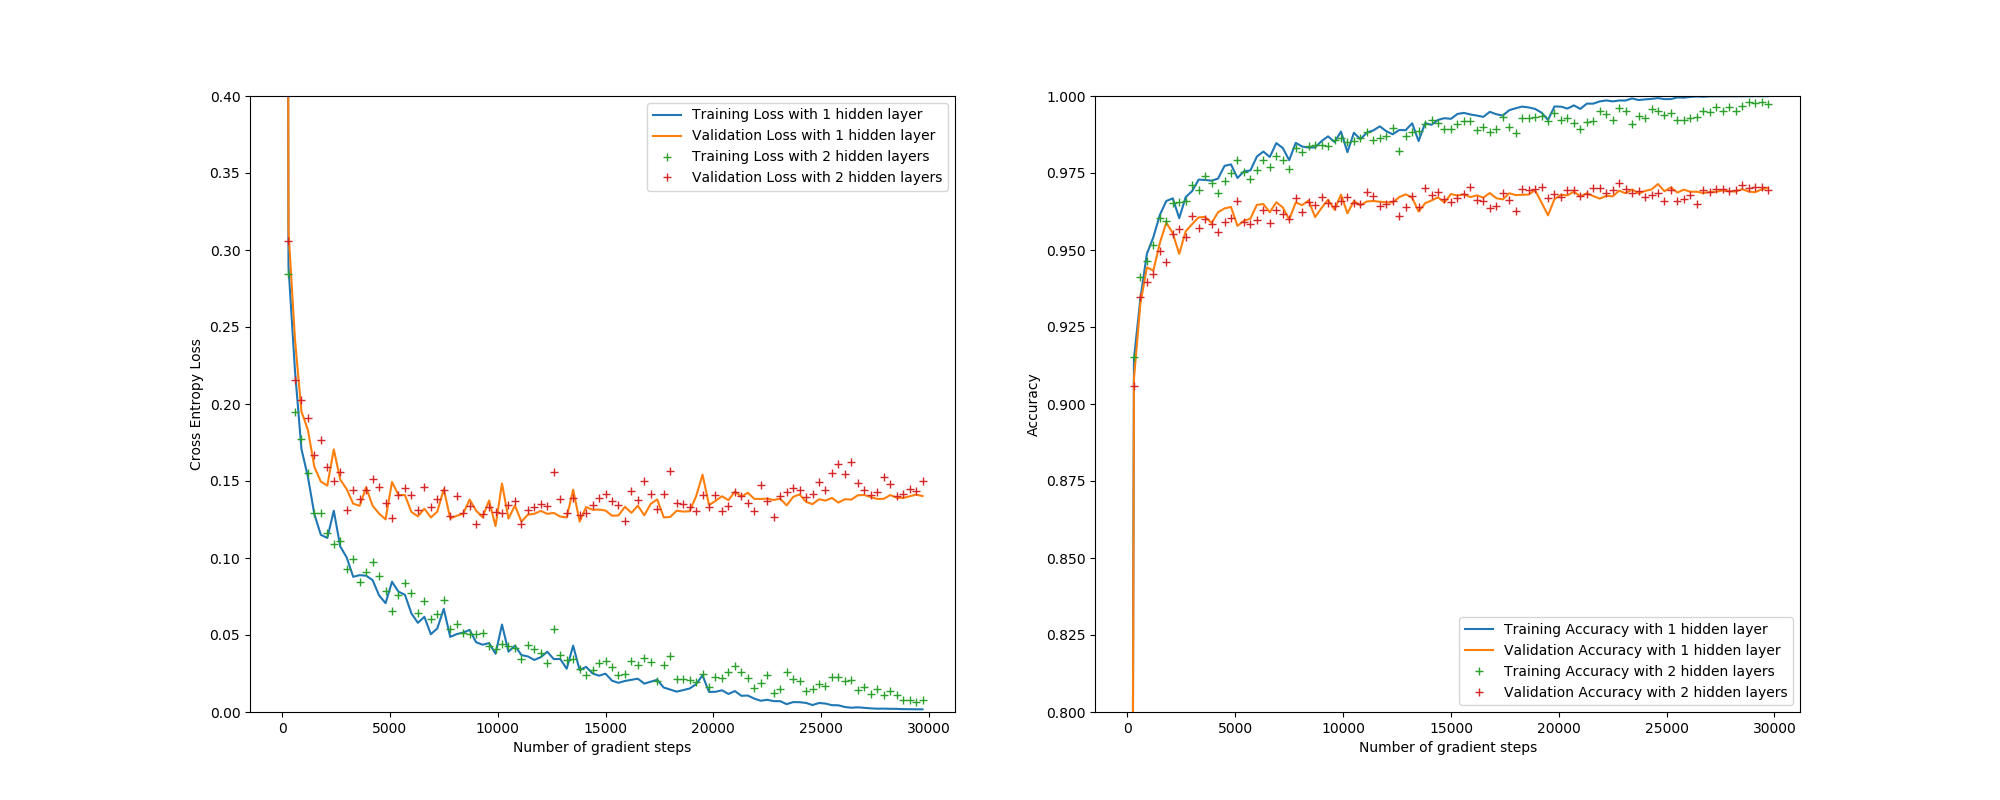 0.40
0.35
0.30
0.25
0.20
0.15
0.10
0.05
0.00
Cross Entropy Loss
0 5000 10000 15000 20000 25000 30000
Number of gradient steps
Training Loss with 1 hidden layer
Validation Loss with 1 hidden layer
Training Loss with 2 hidden layers
Validation Loss with 2 hidden layers
1.000
0.975
0.950
0.925
0.900
0.875
0.850
0.825
0.800
Accuracy
0 5000 10000 15000 20000 25000 30000
Number of gradient steps
Training Accuracy with 1 hidden layer
Validation Accuracy with 1 hidden layer
Training Accuracy with 2 hidden layers
Validation Accuracy with 2 hidden layers